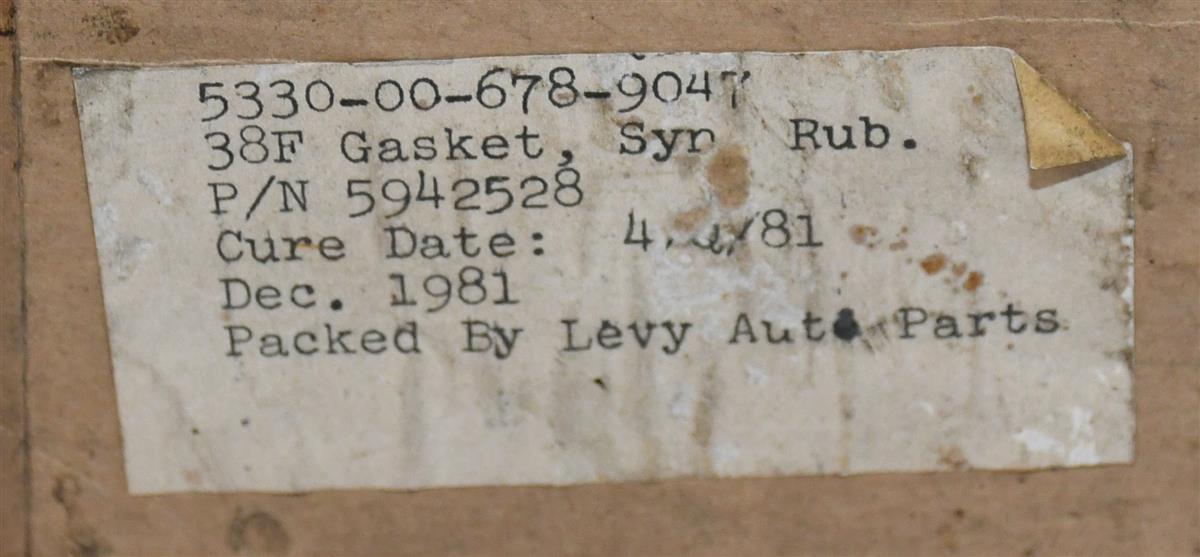 5330-00-678-9047
38F Gasket, Syn Rub.
P/N 5942528
Cure Date:
Dec. 1981
Packed By Levy Auto Parts